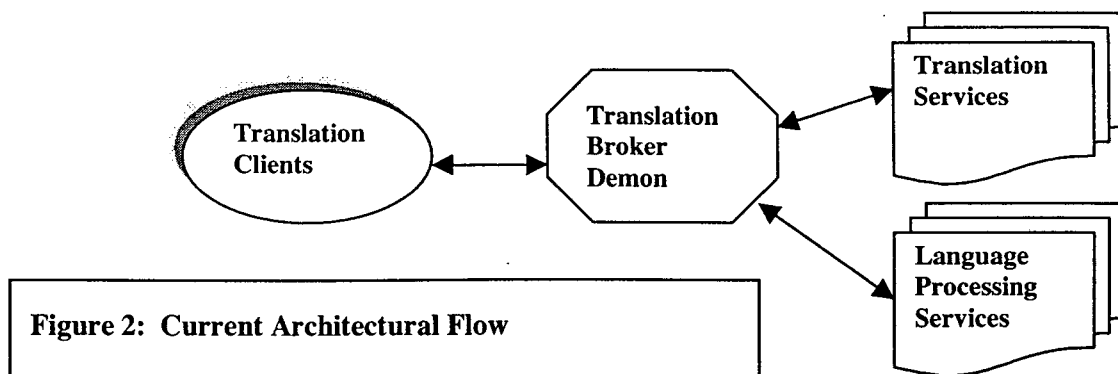 Translation
Clients
Translation
Broker
Demon
Translation
Services
Language
Processing
Services
Figure 2: Current Architectural Flow